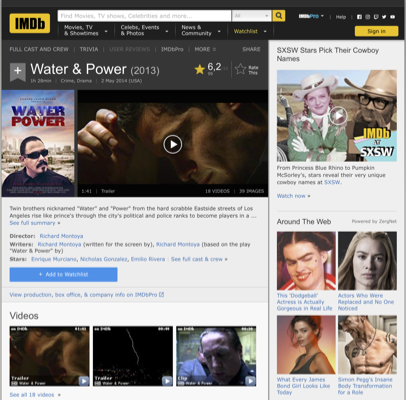 IMDb
Find Movies, TV shows, Celebrities and more...
All
IMDbPro
Help
Movies, TV
& Showtimes
Celebs, Events
& Photos
News &
Community
Watchlist
Sign in
FULL CAST AND CREW | TRIVIA | USER REVIEWS | IMDbPro | MORE
SHARE
Water & Power (2013)
1h 28min | Crime, Drama | 2 May 2014 (USA)
6,2
Rate
This
WATER
POWER
1:41 | Trailer
18 VIDEOS | 39 IMAGES
Twin brothers nicknamed "Water" and "Power" from the hard scrabble Eastside streets of Los
Angeles rise like prince's through the city's political and police ranks to become players in a ...
See full summary »
Director: Richard Montoya
Writers: Richard Montoya (written for the screen by), Richard Montoya (based on the play
"Water & Power" by)
Stars: Enrique Murciano, Nicholas Gonzalez, Emilio Rivera | See full cast & crew »
+ Add to Watchlist
View production, box office, & company info on IMDbPro
Videos
Trailer
Water & Power
Trailer
Water & Power
Clip
Water & Power
See all 18 videos »
SXSW Stars Pick Their Cowboy
Names
IMDb
at
SXSW
From Princess Blue Rhino to Pumpkin
McSorley's, stars reveal their very
unique cowboy names at SXSW.
Watch now »
Around The Web
Powered by ZergNet
This 'Dodgeball'
Actress is Actually
Gorgeous in Real Life
Actors Who Were
Replaced and No One
Noticed
What Every James
Bond Girl Looks Like
Today
Simon Pegg's Insane
Body Transformation
for a Role